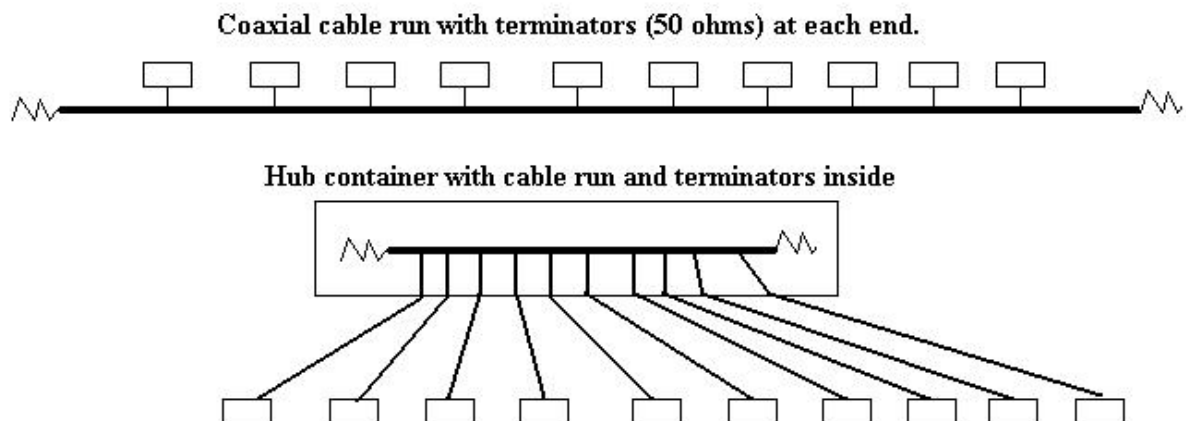 Coaxial cable run with terminators (50 ohms) at each end.
Hub container with cable run and terminators inside